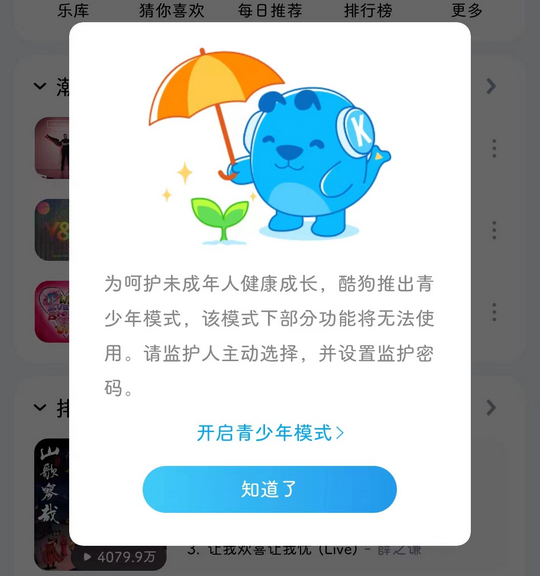 乐库 猜你喜欢 每日推荐 排行榜 更多
潮
K
为呵护未成年人健康成长，酷狗推出青
少年模式，该模式下部分功能将无法使
用。请监护人主动选择，并设置监护密
码。
排
开启青少年模式>
山歌寥哉
知道了
4079.9万
3. 让我欢喜让我忧 (Live) - 薛之谦